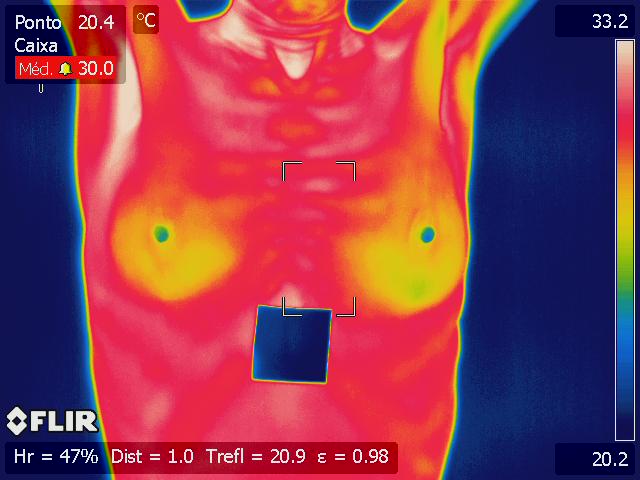 Ponto 20.4 °C
Caixa
Méd. 30.0
33.2
FLIR
Hr = 47% Dist = 1.0 Trefl = 20.9 ε = 0.98
20.2